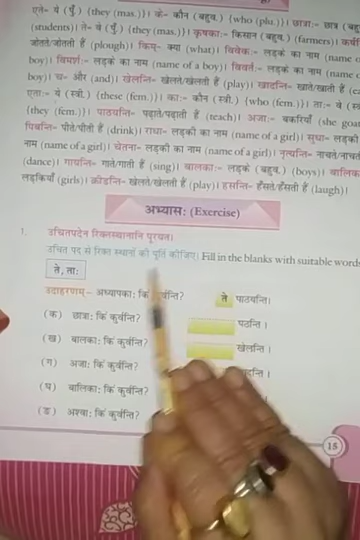 एते- ये (पुँ.) {they (mas.)}। के- कौन (बहुव.) {who (plu.)}। छात्रा:- छात्र (बहु
(students)। ते- वे (पुँ.) {they (mas.)}। कृषका:- किसान (बहुव.) (farmers)।
जोतते/जोतती हैं (plough)। किम्- क्या (what)। विवेक:- लड़के का नाम (name o
boy)। विमर्श:- लड़के का नाम (name of a boy)। विवर्त:- लड़के का नाम (name
boy)। च- और (and)। खेलन्ति- खेलते/खेलती हैं (play)। खादन्ति- खाते/खाती हैं
एता:- ये (स्त्री.) {these (fem.)}। का:- कौन (स्त्री.) {who (fem.)}। ता:- वे
{they (fem.)}। पाठयन्ति- पढ़ाते/पढ़ाती हैं (teach)। अजा:- बकरियाँ (she goat
पिबन्ति- पीते/पीती हैं (drink)। राधा- लड़की का नाम (name of a girl)। सुधा- लड़की
नाम (name of a girl)। चेतना- लड़की का नाम (name of a girl)। नृत्यन्ति- नाचते/नाचत
(dance)। गायन्ति- गाते/गाती हैं (sing)। बालका:- लड़के (बहुव.) (boys)। बालिक
लड़कियाँ (girls)। क्रीडन्ति- खेलते/खेलती हैं (play)। हसन्ति- हँसते/हँसती हैं (laugh)।
अभ्यास: (Exercise)
1. उचितपदेन रिक्तस्थानानि पूरयत।
उचित पद से रिक्त स्थानों की पूर्ति कीजिए। Fill in the blanks with suitable words
ते, ता:
उदाहरणम्- अध्यापका: किं कुर्वन्ति? ते पाठयन्ति।
(क) छात्रा: किं कुर्वन्ति? पठन्ति।
(ख) बालका: किं कुर्वन्ति? खेलन्ति।
(ग) अजा: किं कुर्वन्ति?
(घ) बालिका: किं कुर्वन्ति?
(ङ) अश्वा: किं कुर्वन्ति?
15